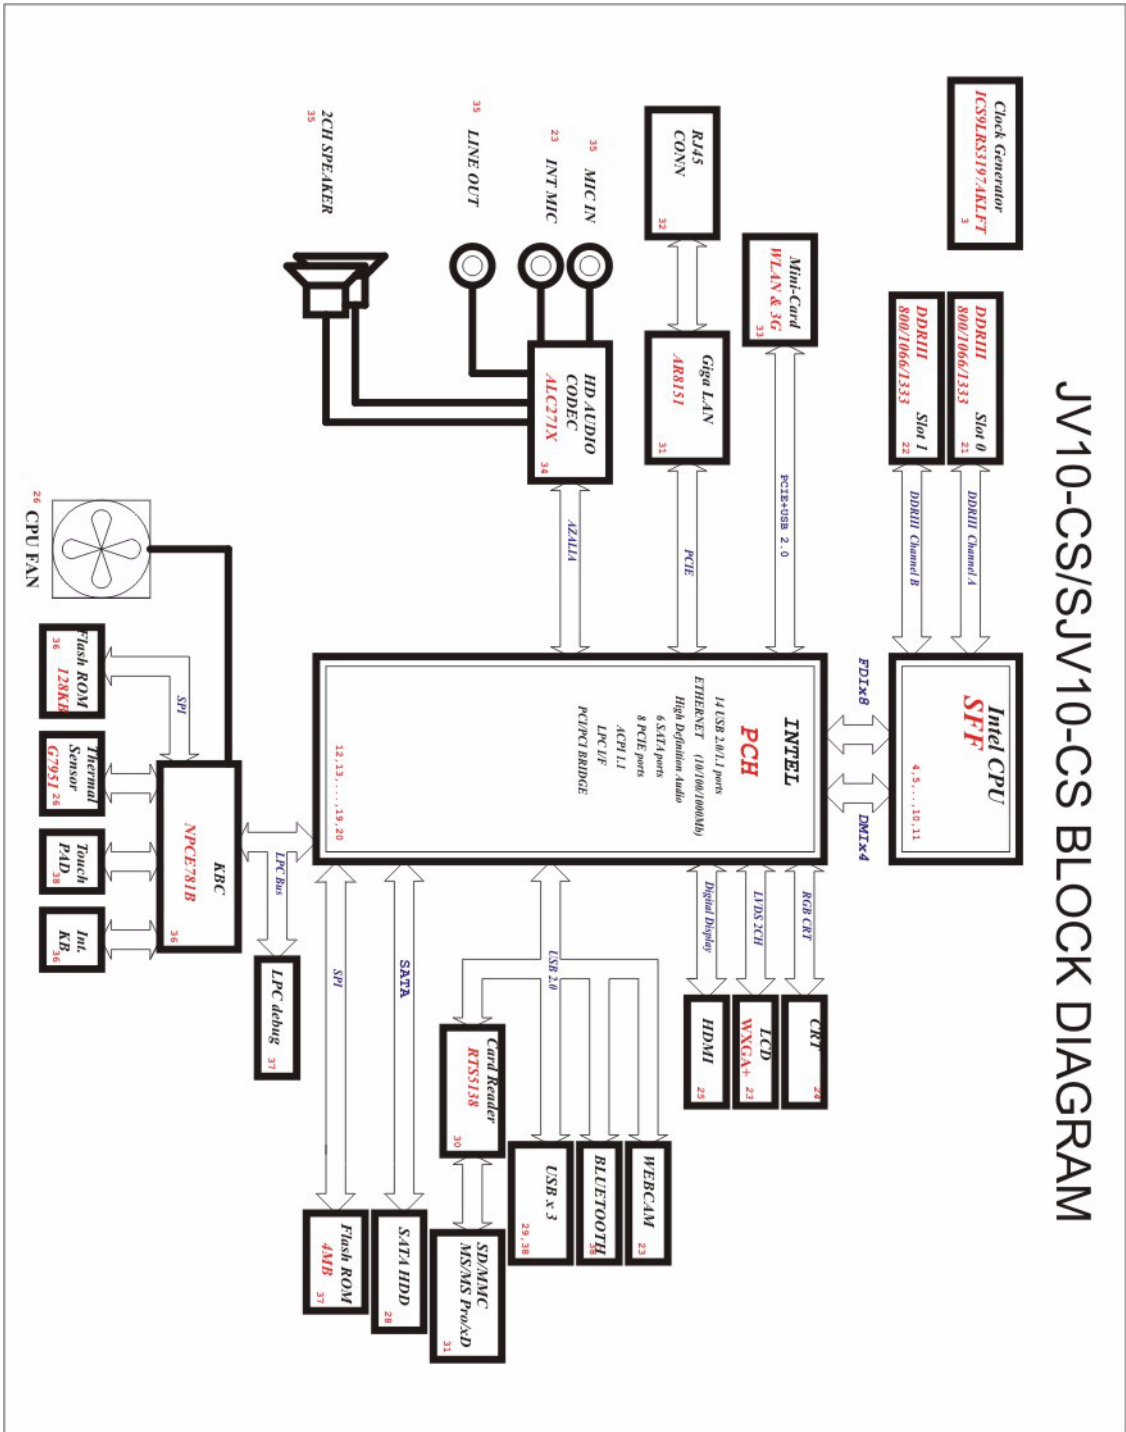 JV10-CS/SJV10-CS BLOCK DIAGRAM
Clock Generator
ICS9LRS3197AKLFT
3
DDRIII
800/1066/1333
Slot 0
21
DDRIII Channel A
DDRIII
800/1066/1333
Slot 1
22
DDRIII Channel B
Intel CPU
SFF
4,5,..,10,11
FDIx8
DMIx4
Mini-Card
WLAN & 3G
33
PCIE+USB 2.0
RJ45
CONN
32
Giga LAN
AR8151
31
PCIE
35
MIC IN
23
INT MIC
35
LINE OUT
2CH SPEAKER
35
HD AUDIO
CODEC
ALC271X
34
AZALIA
INTEL
PCH
14 USB 2.0/1.1 ports
ETHERNET (10/100/1000Mb)
High Definition Audio
6 SATA ports
8 PCIE ports
ACPI 1.1
LPC I/F
PCI/PCI BRIDGE
12,13,...,19,20
RGB CRT
CRT
24
LVDS 2CH
LCD
WXGA+
23
Digital Display
HDMI
25
USB 2.0
WEBCAM
23
BLUETOOTH
38
USB x 3
29,38
Card Reader
RTS5138
30
SD/MMC
MS/MS Pro/xD
31
SATA
SATA HDD
28
SPI
Flash ROM
4MB
37
LPC Bus
LPC debug
37
KBC
NPCE781B
36
26
CPU FAN
SPI
Flash ROM
128KB
36
Thermal
Sensor
G7951
26
Touch
PAD
38
Int.
KB
36